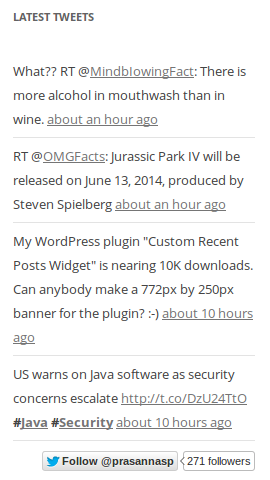 LATEST TWEETS
What?? RT @MindblowingFact: There is
more alcohol in mouthwash than in
wine. about an hour ago
RT @OMGFacts: Jurassic Park IV will be
released on June 13, 2014, produced by
Steven Spielberg about an hour ago
My WordPress plugin "Custom Recent
Posts Widget" is nearing 10K downloads.
Can anybody make a 772px by 250px
banner for the plugin? :-) about 10 hours
ago
US warns on Java software as security
concerns escalate http://t.co/DzU24TtO
#Java #Security about 10 hours ago
Follow @prasannasp 271 followers